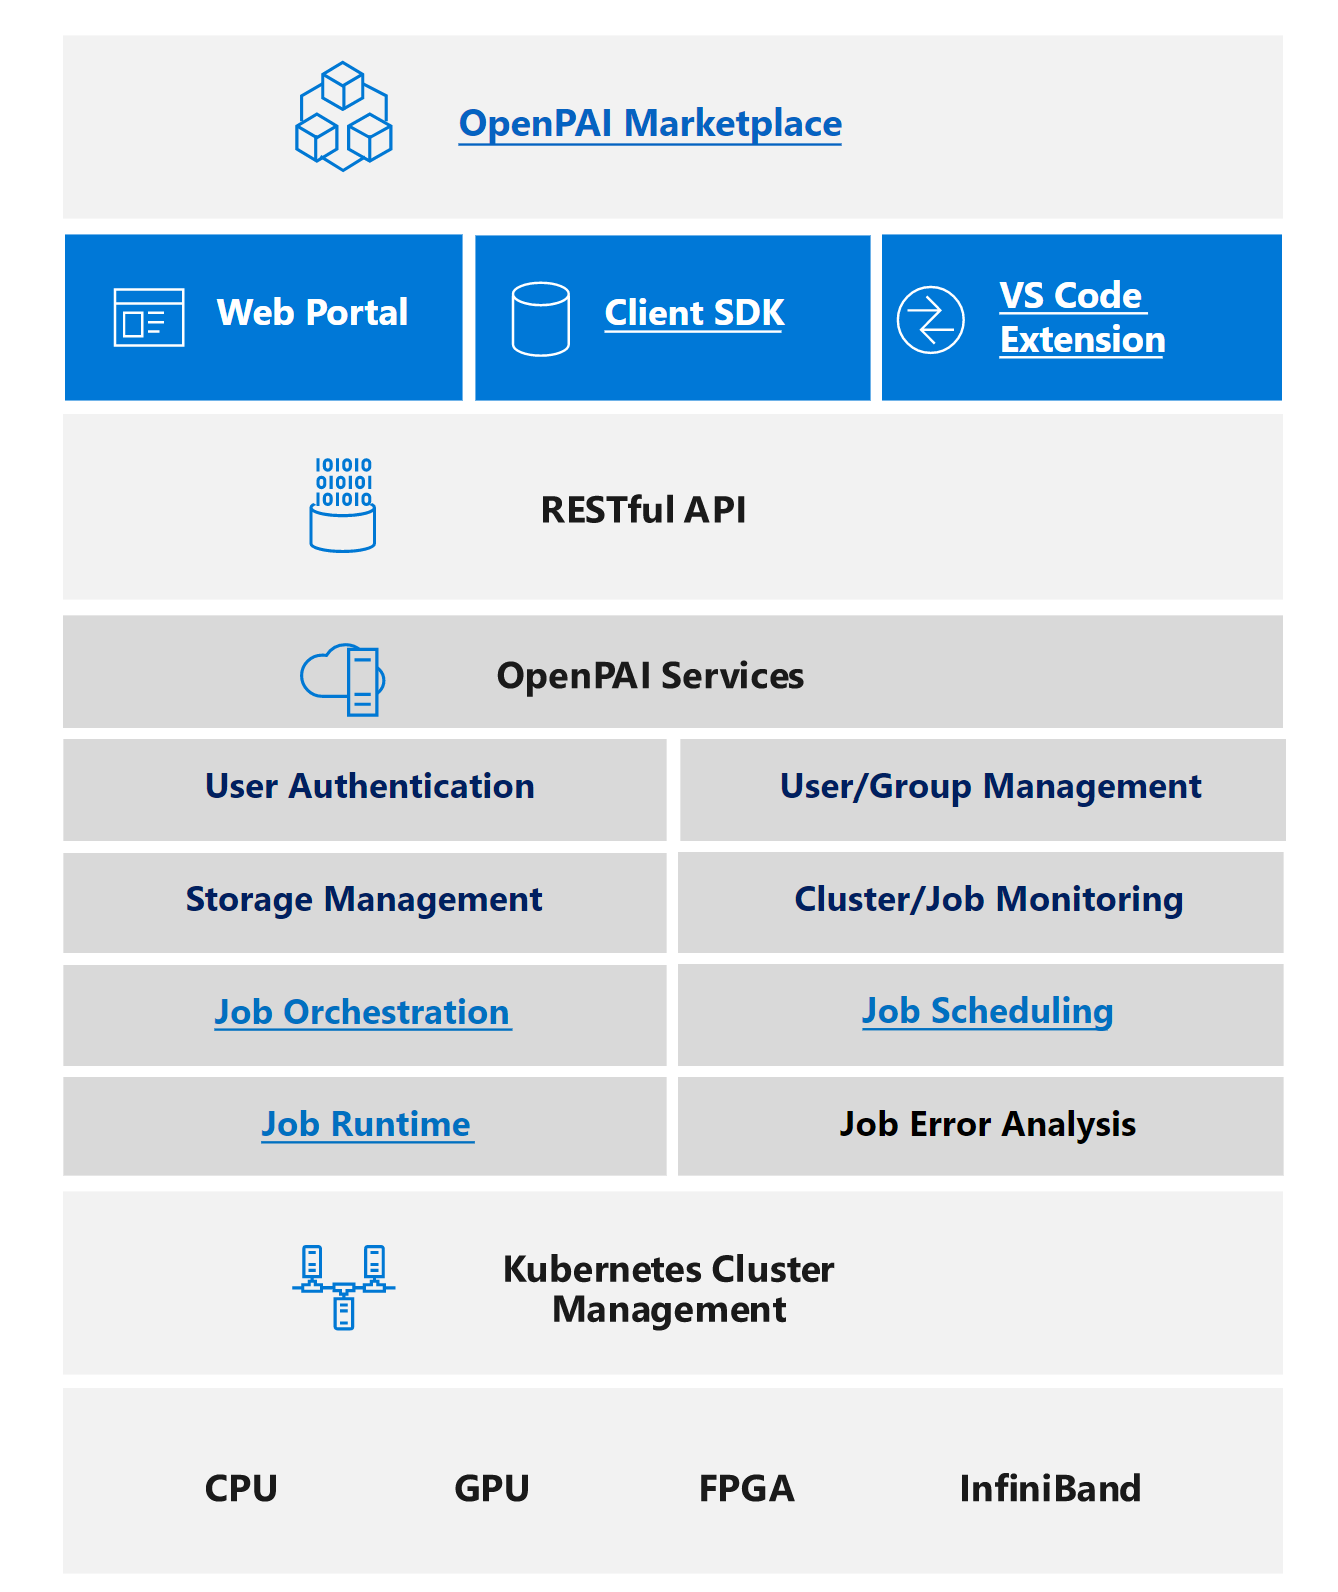 OpenPAI Marketplace
Web Portal
Client SDK
VS Code
Extension
101010
010101
101010
RESTful API
OpenPAI Services
User Authentication
User/Group Management
Storage Management
Cluster/Job Monitoring
Job Orchestration
Job Scheduling
Job Runtime
Job Error Analysis
Kubernetes Cluster
Management
CPU
GPU
FPGA
InfiniBand